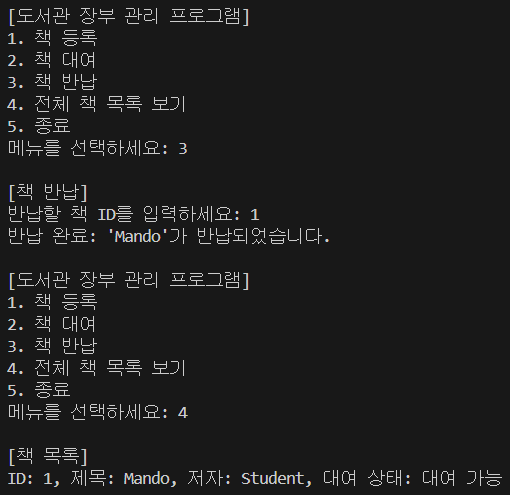 [도서관 장부 관리 프로그램]
1. 책 등록
2. 책 대여
3. 책 반납
4. 전체 책 목록 보기
5. 종료
메뉴를 선택하세요: 3
[책 반납]
반납할 책 ID를 입력하세요: 1
반납 완료: 'Mando'가 반납되었습니다.
[도서관 장부 관리 프로그램]
1. 책 등록
2. 책 대여
3. 책 반납
4. 전체 책 목록 보기
5. 종료
메뉴를 선택하세요: 4
[책 목록]
ID: 1, 제목: Mando, 저자: Student, 대여 상태: 대여 가능